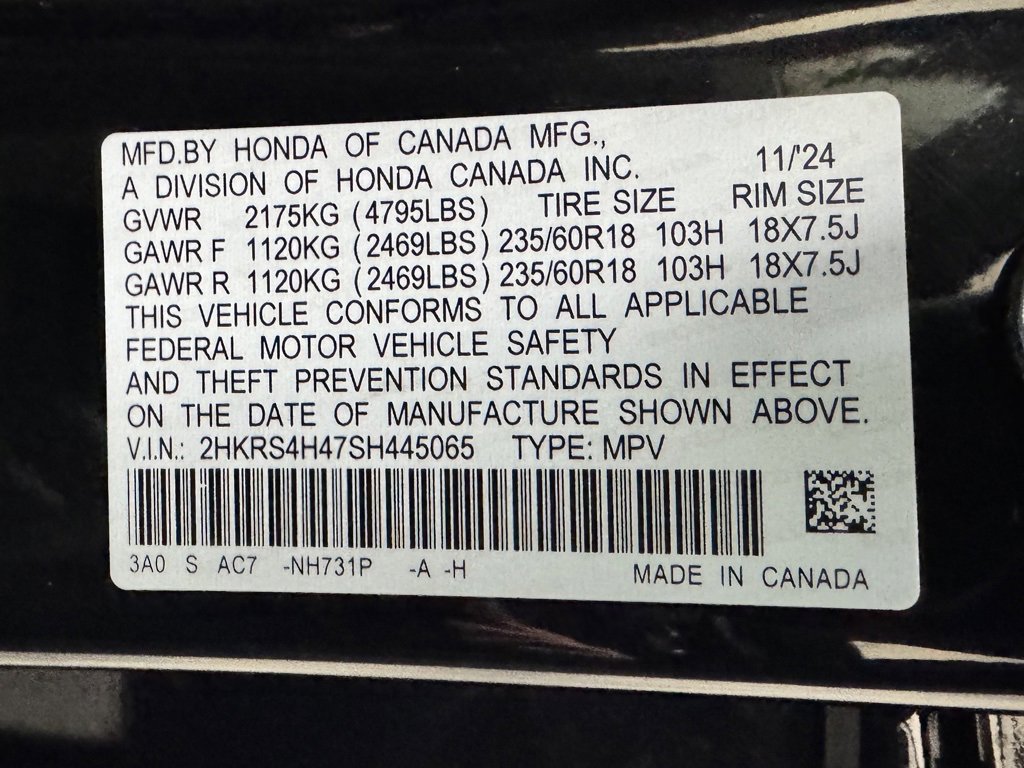 MFD.BY HONDA OF CANADA MFG.,
A DIVISION OF HONDA CANADA INC. 11/'24
GVWR 2175KG (4795LBS) TIRE SIZE RIM SIZE
GAWR F 1120KG (2469LBS) 235/60R18 103H 18X7.5J
GAWR R 1120KG (2469LBS) 235/60R18 103H 18X7.5J
THIS VEHICLE CONFORMS TO ALL APPLICABLE
FEDERAL MOTOR VEHICLE SAFETY
AND THEFT PREVENTION STANDARDS IN EFFECT
ON THE DATE OF MANUFACTURE SHOWN ABOVE.
V.I.N.: 2HKRS4H47SH445065 TYPE: MPV
3A0 S AC7 -NH731P -A -H MADE IN CANADA